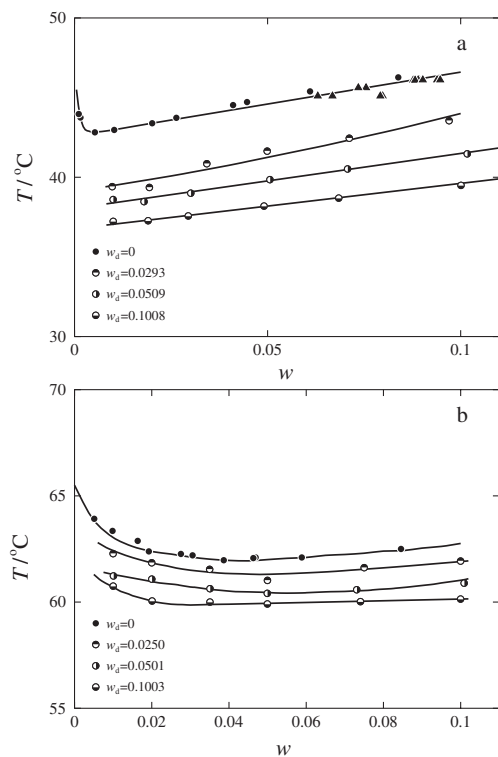 50
a
T / °C
40
w_d=0
w_d=0.0293
w_d=0.0509
w_d=0.1008
30
0
0.05
0.1
w
70
b
65
T / °C
60
w_d=0
w_d=0.0250
w_d=0.0501
w_d=0.1003
55
0
0.02
0.04
0.06
0.08
0.1
w